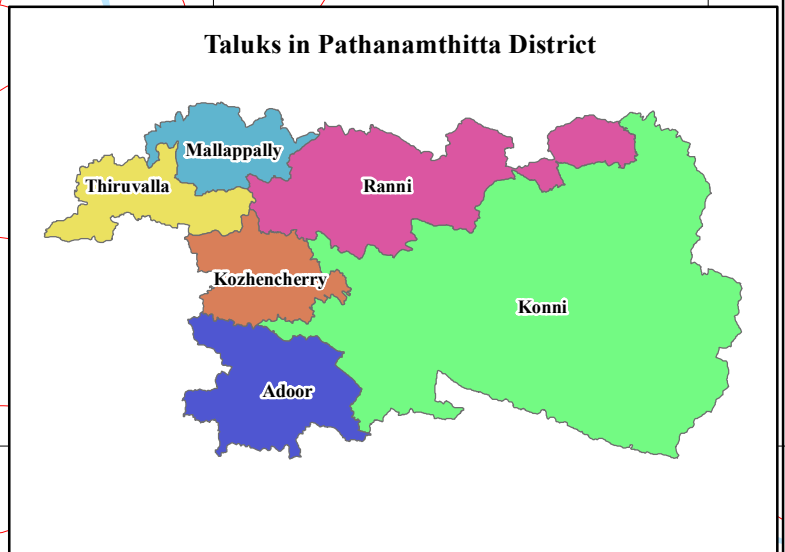 Taluks in Pathanamthitta District
Mallappally
Thiruvalla
Ranni
Kozhencherry
Konni
Adoor